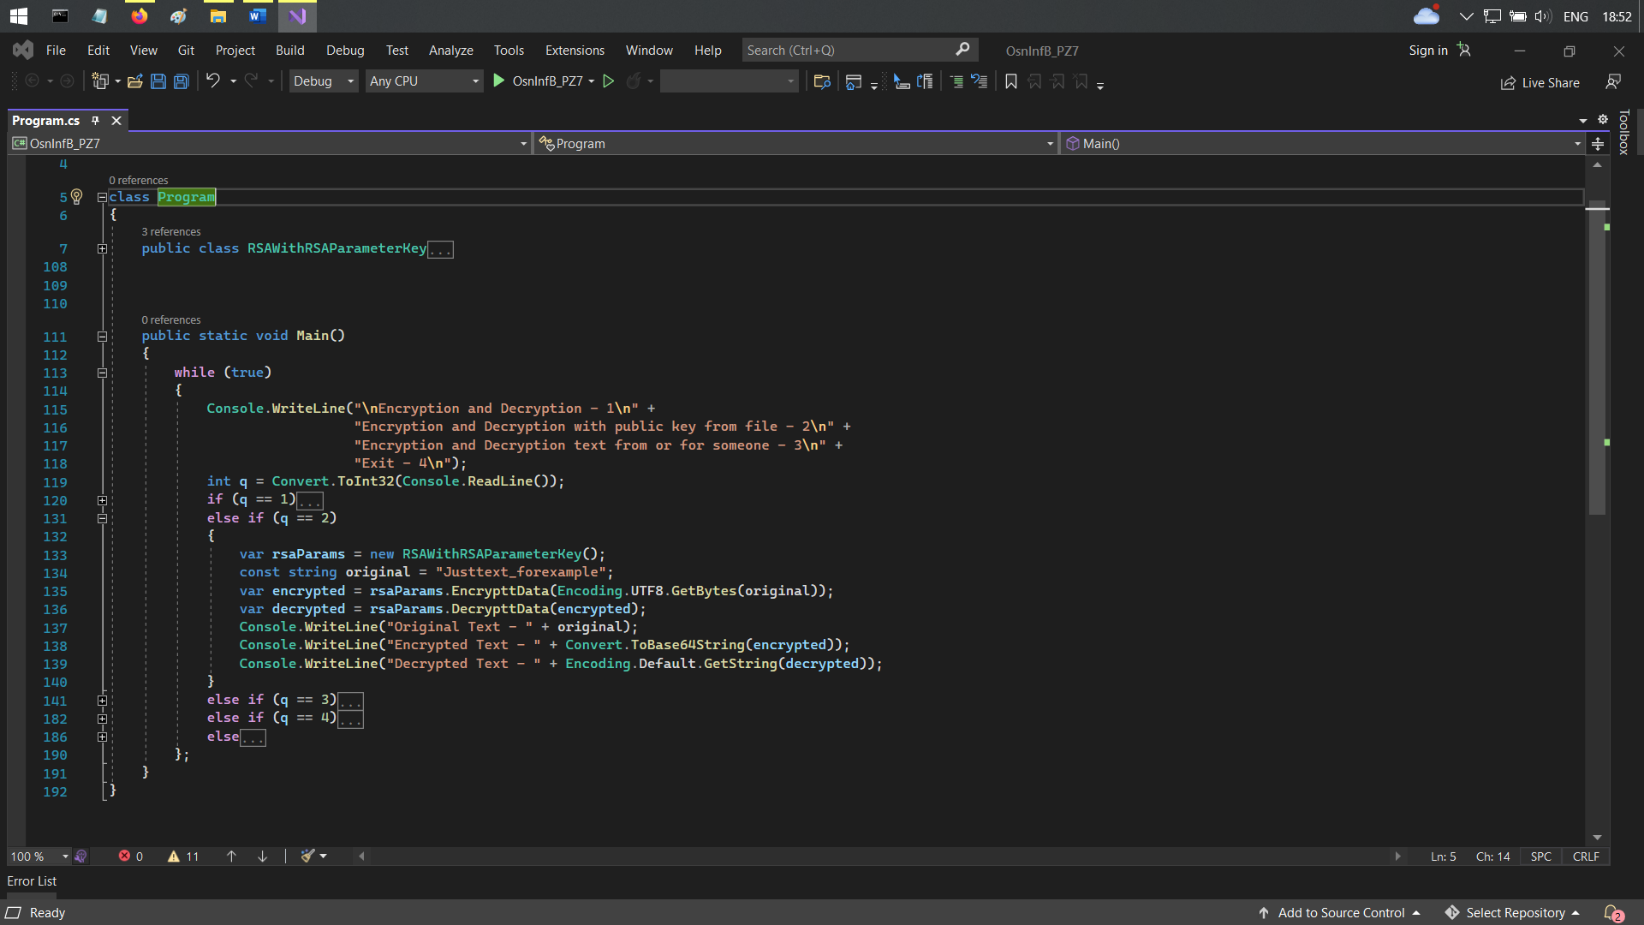 ENG 18:52
File Edit View Git Project Build Debug Test Analyze Tools Extensions Window Help Search (Ctrl+Q) OsnInfB_PZ7 Sign in
Debug Any CPU OsnInfB_PZ7 Live Share
Program.cs
Toolbox
C# OsnInfB_PZ7 Program Main()
4
0 references
5 class Program
6 {
3 references
7 public class RSAWithRSAParameterKey...
108
109
110
0 references
111 public static void Main()
112 {
113 while (true)
114 {
115 Console.WriteLine("\nEncryption and Decryption - 1\n" +
116 "Encryption and Decryption with public key from file - 2\n" +
117 "Encryption and Decryption text from or for someone - 3\n" +
118 "Exit - 4\n");
119 int q = Convert.ToInt32(Console.ReadLine());
120 if (q == 1)...
131 else if (q == 2)
132 {
133 var rsaParams = new RSAWithRSAParameterKey();
134 const string original = "Justtext_forexample";
135 var encrypted = rsaParams.EncrypttData(Encoding.UTF8.GetBytes(original));
136 var decrypted = rsaParams.DecrypttData(encrypted);
137 Console.WriteLine("Original Text - " + original);
138 Console.WriteLine("Encrypted Text - " + Convert.ToBase64String(encrypted));
139 Console.WriteLine("Decrypted Text - " + Encoding.Default.GetString(decrypted));
140 }
141 else if (q == 3)...
182 else if (q == 4)...
186 else...
190 };
191 }
192 }
100 % 0 11 Ln: 5 Ch: 14 SPC CRLF
Error List
Ready Add to Source Control Select Repository 2